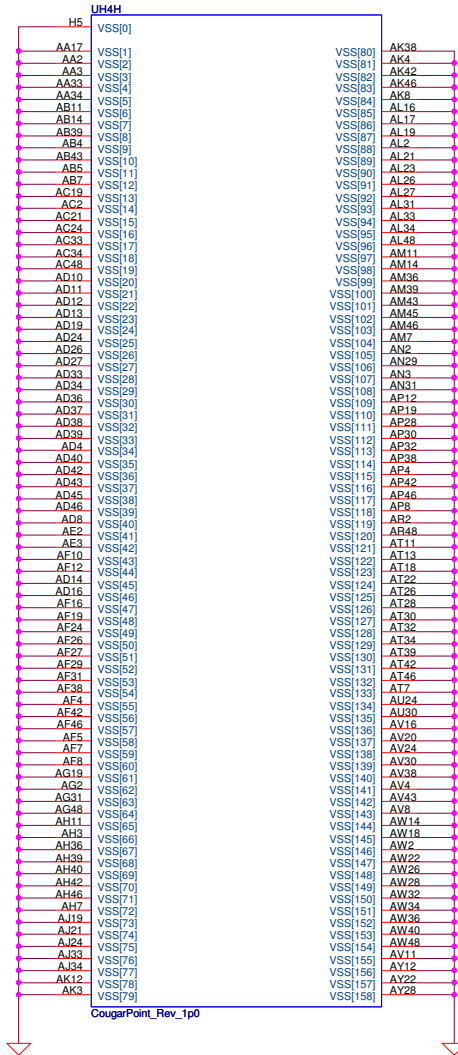 UH4H
H5 VSS[0]
AA17 VSS[1] VSS[80] AK38
AA2 VSS[2] VSS[81] AK4
AA3 VSS[3] VSS[82] AK42
AA33 VSS[4] VSS[83] AK46
AA34 VSS[5] VSS[84] AK8
AB11 VSS[6] VSS[85] AL16
AB14 VSS[7] VSS[86] AL17
AB39 VSS[8] VSS[87] AL19
AB4 VSS[9] VSS[88] AL2
AB43 VSS[10] VSS[89] AL21
AB5 VSS[11] VSS[90] AL23
AB7 VSS[12] VSS[91] AL26
AC19 VSS[13] VSS[92] AL27
AC2 VSS[14] VSS[93] AL31
AC21 VSS[15] VSS[94] AL33
AC24 VSS[16] VSS[95] AL34
AC33 VSS[17] VSS[96] AL48
AC34 VSS[18] VSS[97] AM11
AC48 VSS[19] VSS[98] AM14
AD10 VSS[20] VSS[99] AM36
AD11 VSS[21] VSS[100] AM39
AD12 VSS[22] VSS[101] AM43
AD13 VSS[23] VSS[102] AM45
AD19 VSS[24] VSS[103] AM46
AD24 VSS[25] VSS[104] AM7
AD26 VSS[26] VSS[105] AN2
AD27 VSS[27] VSS[106] AN29
AD33 VSS[28] VSS[107] AN3
AD34 VSS[29] VSS[108] AN31
AD36 VSS[30] VSS[109] AP12
AD37 VSS[31] VSS[110] AP19
AD38 VSS[32] VSS[111] AP28
AD39 VSS[33] VSS[112] AP30
AD4 VSS[34] VSS[113] AP32
AD40 VSS[35] VSS[114] AP38
AD42 VSS[36] VSS[115] AP4
AD43 VSS[37] VSS[116] AP42
AD45 VSS[38] VSS[117] AP46
AD46 VSS[39] VSS[118] AP8
AD8 VSS[40] VSS[119] AR2
AE2 VSS[41] VSS[120] AR48
AE3 VSS[42] VSS[121] AT11
AF10 VSS[43] VSS[122] AT13
AF12 VSS[44] VSS[123] AT18
AD14 VSS[45] VSS[124] AT22
AD16 VSS[46] VSS[125] AT26
AF16 VSS[47] VSS[126] AT28
AF19 VSS[48] VSS[127] AT30
AF24 VSS[49] VSS[128] AT32
AF26 VSS[50] VSS[129] AT34
AF27 VSS[51] VSS[130] AT39
AF29 VSS[52] VSS[131] AT42
AF31 VSS[53] VSS[132] AT46
AF38 VSS[54] VSS[133] AT7
AF4 VSS[55] VSS[134] AU24
AF42 VSS[56] VSS[135] AU30
AF46 VSS[57] VSS[136] AV16
AF5 VSS[58] VSS[137] AV20
AF7 VSS[59] VSS[138] AV24
AF8 VSS[60] VSS[139] AV30
AG19 VSS[61] VSS[140] AV38
AG2 VSS[62] VSS[141] AV4
AG31 VSS[63] VSS[142] AV43
AG48 VSS[64] VSS[143] AV8
AH11 VSS[65] VSS[144] AW14
AH3 VSS[66] VSS[145] AW18
AH36 VSS[67] VSS[146] AW2
AH39 VSS[68] VSS[147] AW22
AH40 VSS[69] VSS[148] AW26
AH42 VSS[70] VSS[149] AW28
AH46 VSS[71] VSS[150] AW32
AH7 VSS[72] VSS[151] AW34
AJ19 VSS[73] VSS[152] AW36
AJ21 VSS[74] VSS[153] AW40
AJ24 VSS[75] VSS[154] AW48
AJ33 VSS[76] VSS[155] AV11
AJ34 VSS[77] VSS[156] AY12
AK12 VSS[78] VSS[157] AY22
AK3 VSS[79] VSS[158] AY28
CougarPoint_Rev_1p0